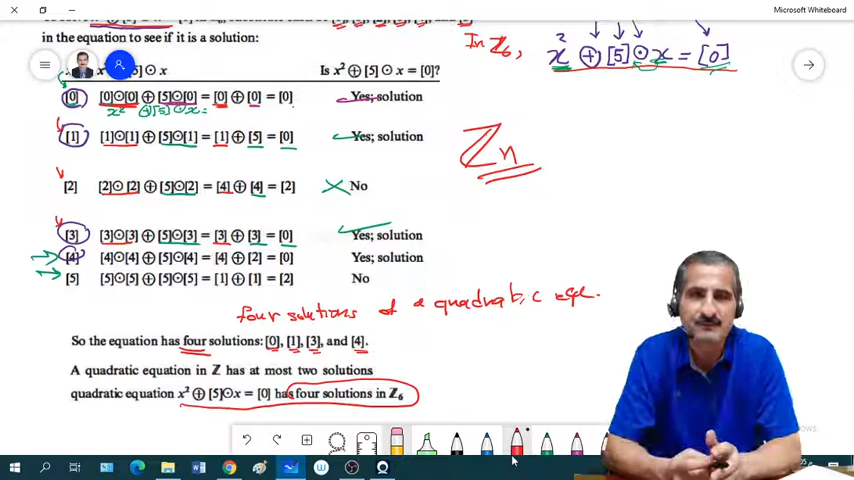 Microsoft Whiteboard
in the equation to see if it is a solution:
In ℤ6, x² ⊕ [5] ⊙ x = [0]
Is x² ⊕ [5] ⊙ x = [0]?
[0] [0]⊙[0] ⊕ [5]⊙[0] = [0] ⊕ [0] = [0] Yes; solution
x² ⊕ [5] ⊙ x =
[1] [1]⊙[1] ⊕ [5]⊙[1] = [1] ⊕ [5] = [0] Yes; solution
ℤn
[2] [2]⊙[2] ⊕ [5]⊙[2] = [4] ⊕ [4] = [2] No
[3] [3]⊙[3] ⊕ [5]⊙[3] = [3] ⊕ [3] = [0] Yes; solution
[4] [4]⊙[4] ⊕ [5]⊙[4] = [4] ⊕ [2] = [0] Yes; solution
[5] [5]⊙[5] ⊕ [5]⊙[5] = [1] ⊕ [1] = [2] No
four solutions of a quadratic eqn.
So the equation has four solutions: [0], [1], [3], and [4].
A quadratic equation in ℤ has at most two solutions
quadratic equation x² ⊕ [5]⊙x = [0] has four solutions in ℤ6